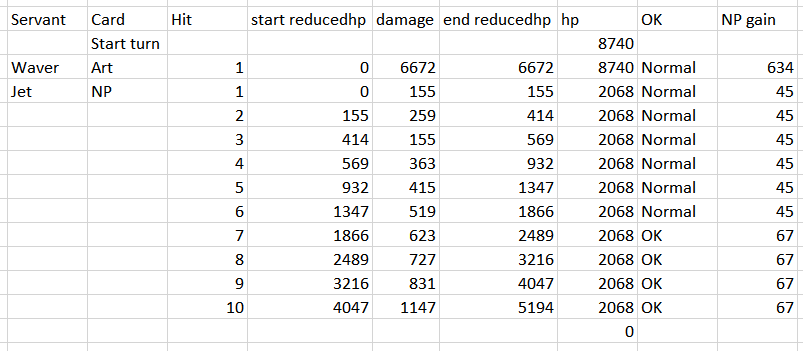 Servant Card Hit start reducedhp damage end reducedhp hp OK NP gain
Start turn 8740
Waver Art 1 0 6672 6672 8740 Normal 634
Jet NP 1 0 155 155 2068 Normal 45
2 155 259 414 2068 Normal 45
3 414 155 569 2068 Normal 45
4 569 363 932 2068 Normal 45
5 932 415 1347 2068 Normal 45
6 1347 519 1866 2068 Normal 45
7 1866 623 2489 2068 OK 67
8 2489 727 3216 2068 OK 67
9 3216 831 4047 2068 OK 67
10 4047 1147 5194 2068 OK 67
0